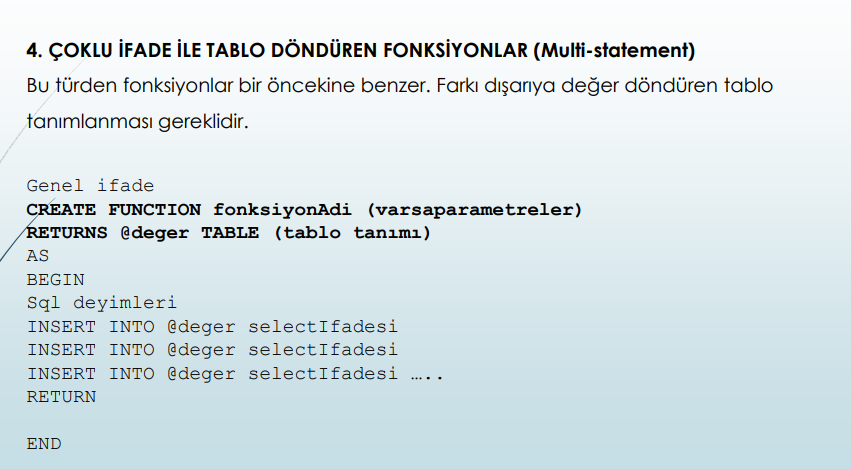 4. ÇOKLU İFADE İLE TABLO DÖNDÜREN FONKSİYONLAR (Multi-statement)
Bu türden fonksiyonlar bir öncekine benzer. Farkı dışarıya değer döndüren tablo
tanımlanması gereklidir.
Genel ifade
CREATE FUNCTION fonksiyonAdi (varsaparametreler)
RETURNS @deger TABLE (tablo tanımı)
AS
BEGIN
Sql deyimleri
INSERT INTO @deger selectIfadesi
INSERT INTO @deger selectIfadesi
INSERT INTO @deger selectIfadesi …..
RETURN
END